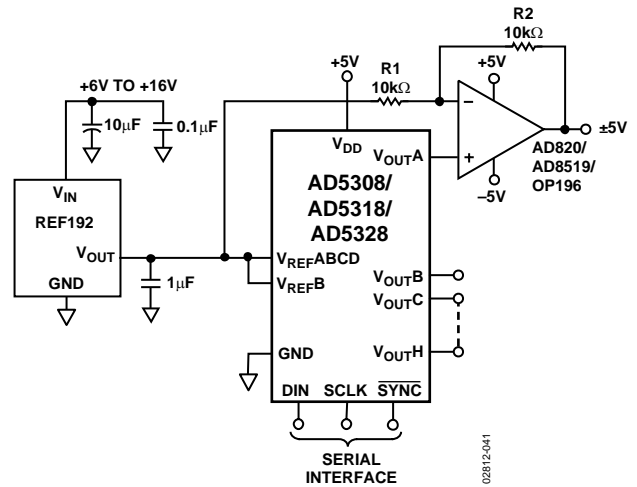 R2
10kΩ
+5V
R1
10kΩ
+6V TO +16V
+5V
10μF
0.1μF
–
+
±5V
VDD
VOUTA
AD820/
AD8519/
OP196
–5V
VIN
REF192
VOUT
GND
AD5308/
AD5318/
AD5328
1μF
VREFABCD
VREFB
VOUTB
VOUTC
GND
VOUTH
DIN SCLK SYNC
SERIAL
INTERFACE
02812-041